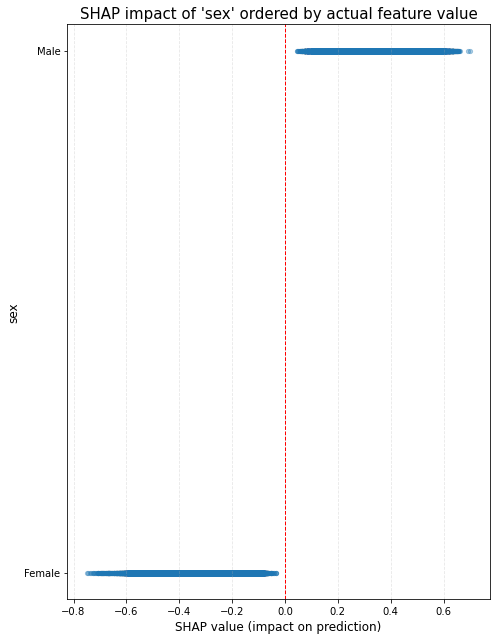 SHAP impact of 'sex' ordered by actual feature value
Male
sex
Female
−0.8 −0.6 −0.4 −0.2 0.0 0.2 0.4 0.6
SHAP value (impact on prediction)